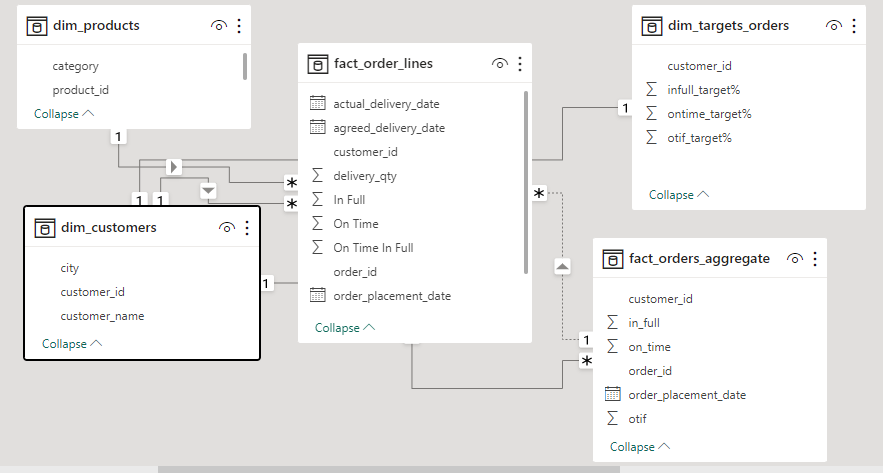 dim_products
category
product_id
Collapse
fact_order_lines
actual_delivery_date
agreed_delivery_date
customer_id
delivery_qty
In Full
On Time
On Time In Full
order_id
order_placement_date
Collapse
dim_targets_orders
customer_id
infull_target%
ontime_target%
otif_target%
Collapse
dim_customers
city
customer_id
customer_name
Collapse
fact_orders_aggregate
customer_id
in_full
on_time
order_id
order_placement_date
otif
Collapse
1
1
1
1
1
1
*
*
*
*